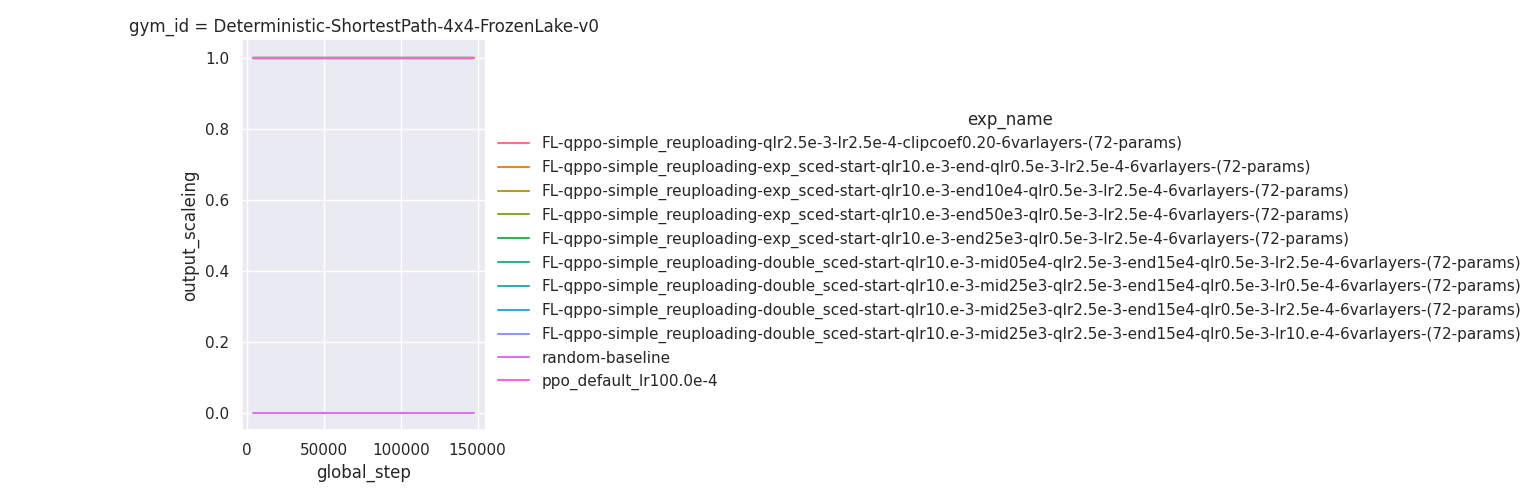 gym_id = Deterministic-ShortestPath-4x4-FrozenLake-v0
1.0
0.8
0.6
0.4
0.2
0.0
output_scaleing
0
50000
100000
150000
global_step
exp_name
FL-qppo-simple_reuploading-qlr2.5e-3-lr2.5e-4-clipcoef0.20-6varlayers-(72-params)
FL-qppo-simple_reuploading-exp_sced-start-qlr10.e-3-end-qlr0.5e-3-lr2.5e-4-6varlayers-(72-params)
FL-qppo-simple_reuploading-exp_sced-start-qlr10.e-3-end10e4-qlr0.5e-3-lr2.5e-4-6varlayers-(72-params)
FL-qppo-simple_reuploading-exp_sced-start-qlr10.e-3-end50e3-qlr0.5e-3-lr2.5e-4-6varlayers-(72-params)
FL-qppo-simple_reuploading-exp_sced-start-qlr10.e-3-end25e3-qlr0.5e-3-lr2.5e-4-6varlayers-(72-params)
FL-qppo-simple_reuploading-double_sced-start-qlr10.e-3-mid05e4-qlr2.5e-3-end15e4-qlr0.5e-3-lr2.5e-4-6varlayers-(72-params)
FL-qppo-simple_reuploading-double_sced-start-qlr10.e-3-mid25e3-qlr2.5e-3-end15e4-qlr0.5e-3-lr0.5e-4-6varlayers-(72-params)
FL-qppo-simple_reuploading-double_sced-start-qlr10.e-3-mid25e3-qlr2.5e-3-end15e4-qlr0.5e-3-lr2.5e-4-6varlayers-(72-params)
FL-qppo-simple_reuploading-double_sced-start-qlr10.e-3-mid25e3-qlr2.5e-3-end15e4-qlr0.5e-3-lr10.e-4-6varlayers-(72-params)
random-baseline
ppo_default_lr100.0e-4